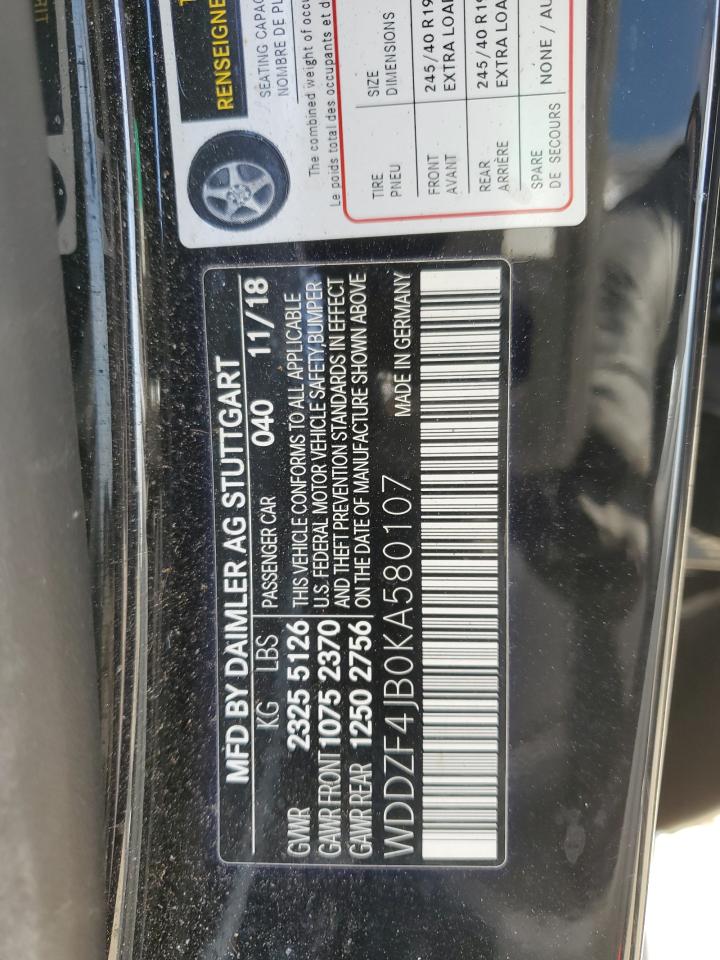 MFD BY DAIMLER AG STUTTGART
KG LBS PASSENGER CAR 040 11/18
GVWR 2325 5126 THIS VEHICLE CONFORMS TO ALL APPLICABLE
U.S. FEDERAL MOTOR VEHICLE SAFETY, BUMPER,
GAWR FRONT 1075 2370 AND THEFT PREVENTION STANDARDS IN EFFECT
GAWR REAR 1250 2756 ON THE DATE OF MANUFACTURE SHOWN ABOVE
WDDZF4JB0KA580107 MADE IN GERMANY
RENSEIGNE
SEATING CAPAC
NOMBRE DE PL
The combined weight of occu
Le poids total des occupants et d
TIRE SIZE
PNEU DIMENSIONS
FRONT 245/40 R19
AVANT EXTRA LOAD
REAR 245/40 R19
ARRIÈRE EXTRA LOA
SPARE NONE / AU
DE SECOURS